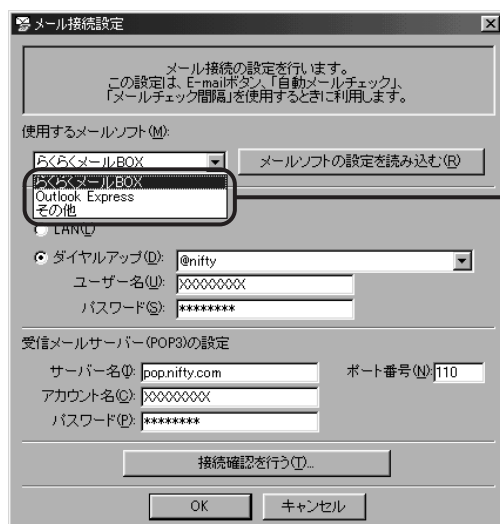 メール接続設定
メール接続の設定を行います。
この設定は、E-mailボタン、「自動メールチェック」、
「メールチェック間隔」を使用するときに利用します。
使用するメールソフト(M):
らくらくメールBOX
メールソフトの設定を読み込む(R)
らくらくメールBOX
Outlook Express
その他
LAN(L)
ダイヤルアップ(D):
@nifty
ユーザー名(U):
XXXXXXXX
パスワード(S):
********
受信メールサーバー(POP3)の設定
サーバー名(I):
pop.nifty.com
ポート番号(N):
110
アカウント名(C):
XXXXXXXX
パスワード(P):
********
接続確認を行う(T)...
OK
キャンセル